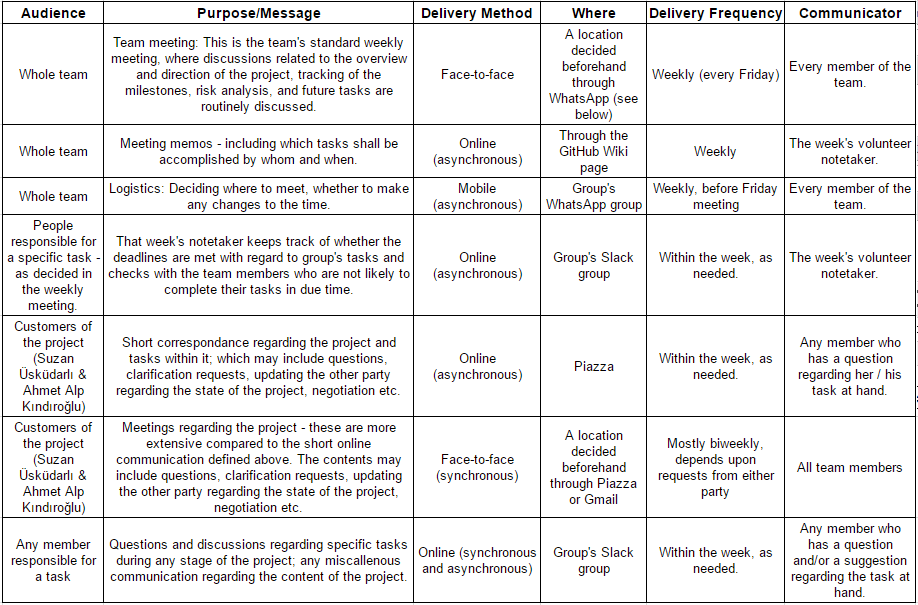 Audience Purpose/Message Delivery Method Where Delivery Frequency Communicator
Whole team
Team meeting: This is the team's standard weekly
meeting, where discussions related to the overview
and direction of the project, tracking of the
milestones, risk analysis, and future tasks are
routinely discussed.
Face-to-face
A location
decided
beforehand
through
WhatsApp (see
below)
Weekly (every Friday)
Every member of the
team.
Whole team
Meeting memos - including which tasks shall be
accomplished by whom and when.
Online
(asynchronous)
Through the
GitHub Wiki
page
Weekly
The week's volunteer
notetaker.
Whole team
Logistics: Deciding where to meet, whether to make
any changes to the time.
Mobile
(asynchronous)
Group's
WhatsApp group
Weekly, before Friday
meeting
Every member of the
team.
People
responsible for
a specific task -
as decided in
the weekly
meeting.
That week's notetaker keeps track of whether the
deadlines are met with regard to group's tasks and
checks with the team members who are not likely to
complete their tasks in due time.
Online
(asynchronous)
Group's Slack
group
Within the week, as
needed.
The week's volunteer
notetaker.
Customers of
the project
(Suzan
Üsküdarlı &
Ahmet Alp
Kındıroğlu)
Short correspondance regarding the project and
tasks within it; which may include questions,
clarification requests, updating the other party
regarding the state of the project, negotiation etc.
Online
(asynchronous)
Piazza
Within the week, as
needed.
Any member who
has a question
regarding her / his
task at hand.
Customers of
the project
(Suzan
Üsküdarlı &
Ahmet Alp
Kındıroğlu)
Meetings regarding the project - these are more
extensive compared to the short online
communication defined above. The contents may
include questions, clarification requests, updating
the other party regarding the state of the project,
negotiation etc.
Face-to-face
(synchronous)
A location
decided
beforehand
through Piazza
or Gmail
Mostly biweekly,
depends upon
requests from either
party
All team members
Any member
responsible for
a task
Questions and discussions regarding specific tasks
during any stage of the project; any miscallenous
communication regarding the content of the project.
Online (synchronous
and asynchronous)
Group's Slack
group
Within the week, as
needed.
Any member who
has a question
and/or a suggestion
regarding the task at
hand.